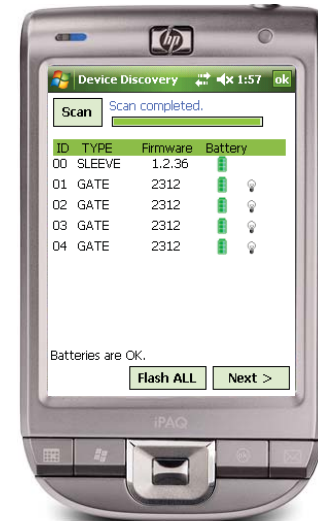 hp
Device Discovery 1:57 ok
Scan Scan completed.
ID TYPE Firmware Battery
00 SLEEVE 1.2.36
01 GATE 2312
02 GATE 2312
03 GATE 2312
04 GATE 2312
Batteries are OK.
Flash ALL Next >
iPAQ